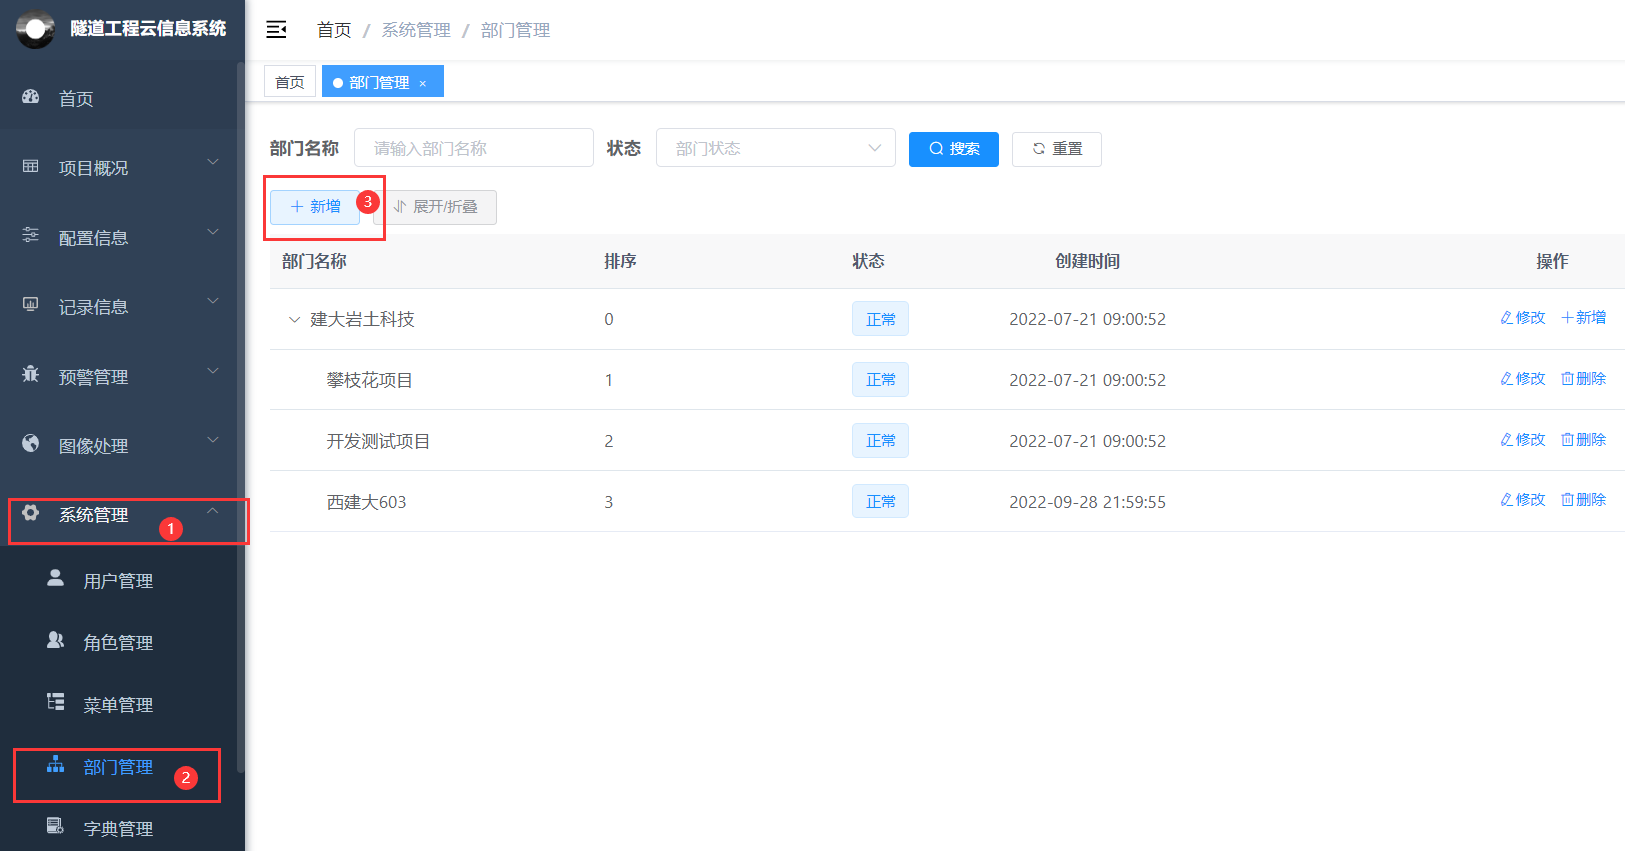 隧道工程云信息系统
首页 / 系统管理 / 部门管理
首页
部门管理 ×
首页
项目概况
配置信息
记录信息
预警管理
图像处理
系统管理
1
用户管理
角色管理
菜单管理
部门管理
2
字典管理
部门名称 请输入部门名称 状态 部门状态 搜索 重置
新增 3 展开/折叠
部门名称 排序 状态 创建时间 操作
建大岩土科技 0 正常 2022-07-21 09:00:52 修改 新增
攀枝花项目 1 正常 2022-07-21 09:00:52 修改 删除
开发测试项目 2 正常 2022-07-21 09:00:52 修改 删除
西建大603 3 正常 2022-09-28 21:59:55 修改 删除